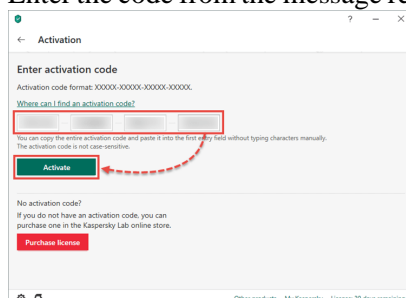 Enter the code from the message re
? – ×
← Activation
Enter activation code
Activation code format: XXXXX-XXXXX-XXXXX-XXXXX.
Where can I find an activation code?
You can copy the entire activation code and paste it into the first entry field without typing characters manually.
The activation code is not case-sensitive.
Activate
No activation code?
If you do not have an activation code, you can
purchase one in the Kaspersky Lab online store.
Purchase license
Other products My Kaspersky License: 30 days remaining